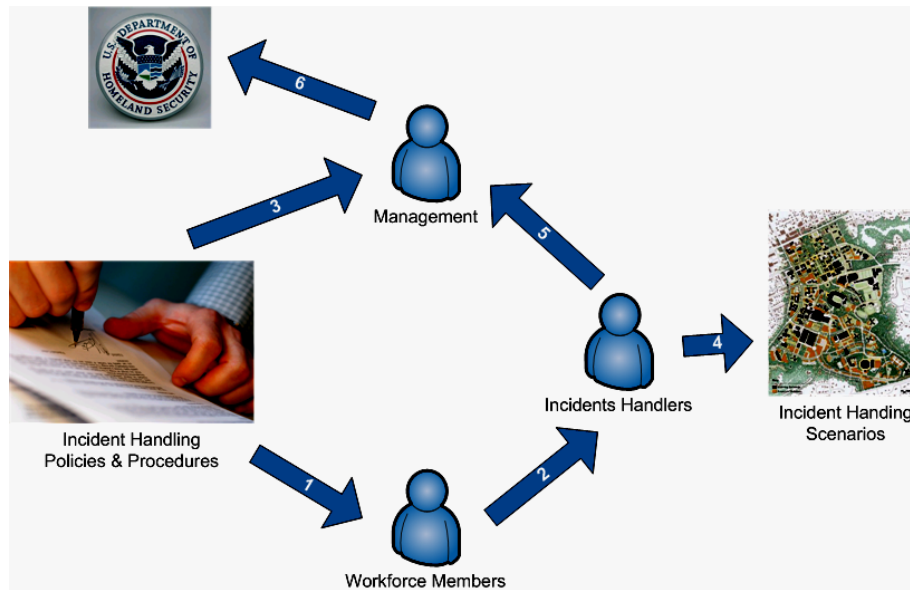 U.S. DEPARTMENT OF
HOMELAND SECURITY
6
3
Management
5
4
Incident Handling
Policies & Procedures
Incidents Handlers
Incident Handing
Scenarios
1
2
Workforce Members